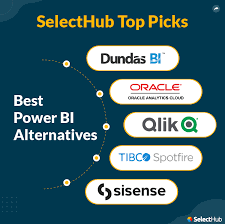 SelectHub Top Picks
Best
Power BI
Alternatives
Dundas BI
ORACLE
ORACLE ANALYTICS CLOUD
Qlik
TIBCO Spotfire
sisense
SelectHub